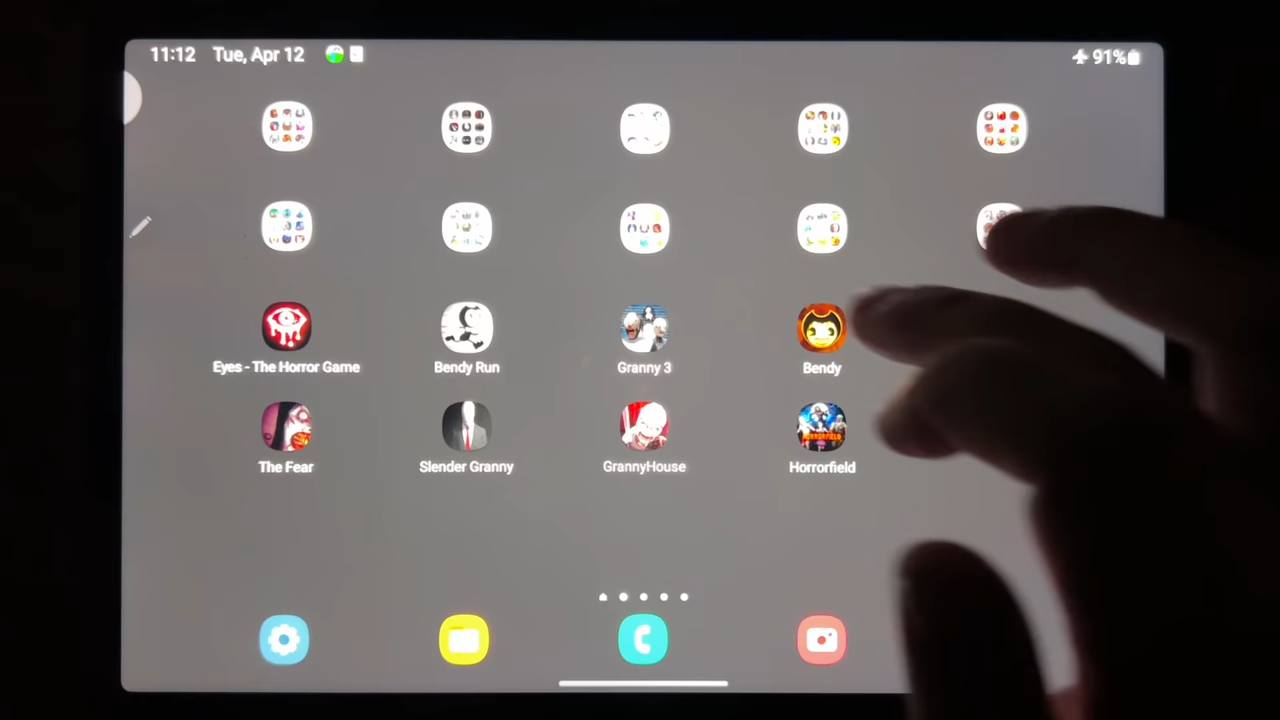 11:12 Tue, Apr 12 91%
Eyes - The Horror Game Bendy Run Granny 3 Bendy
The Fear Slender Granny GrannyHouse Horrorfield
HORRORFIELD